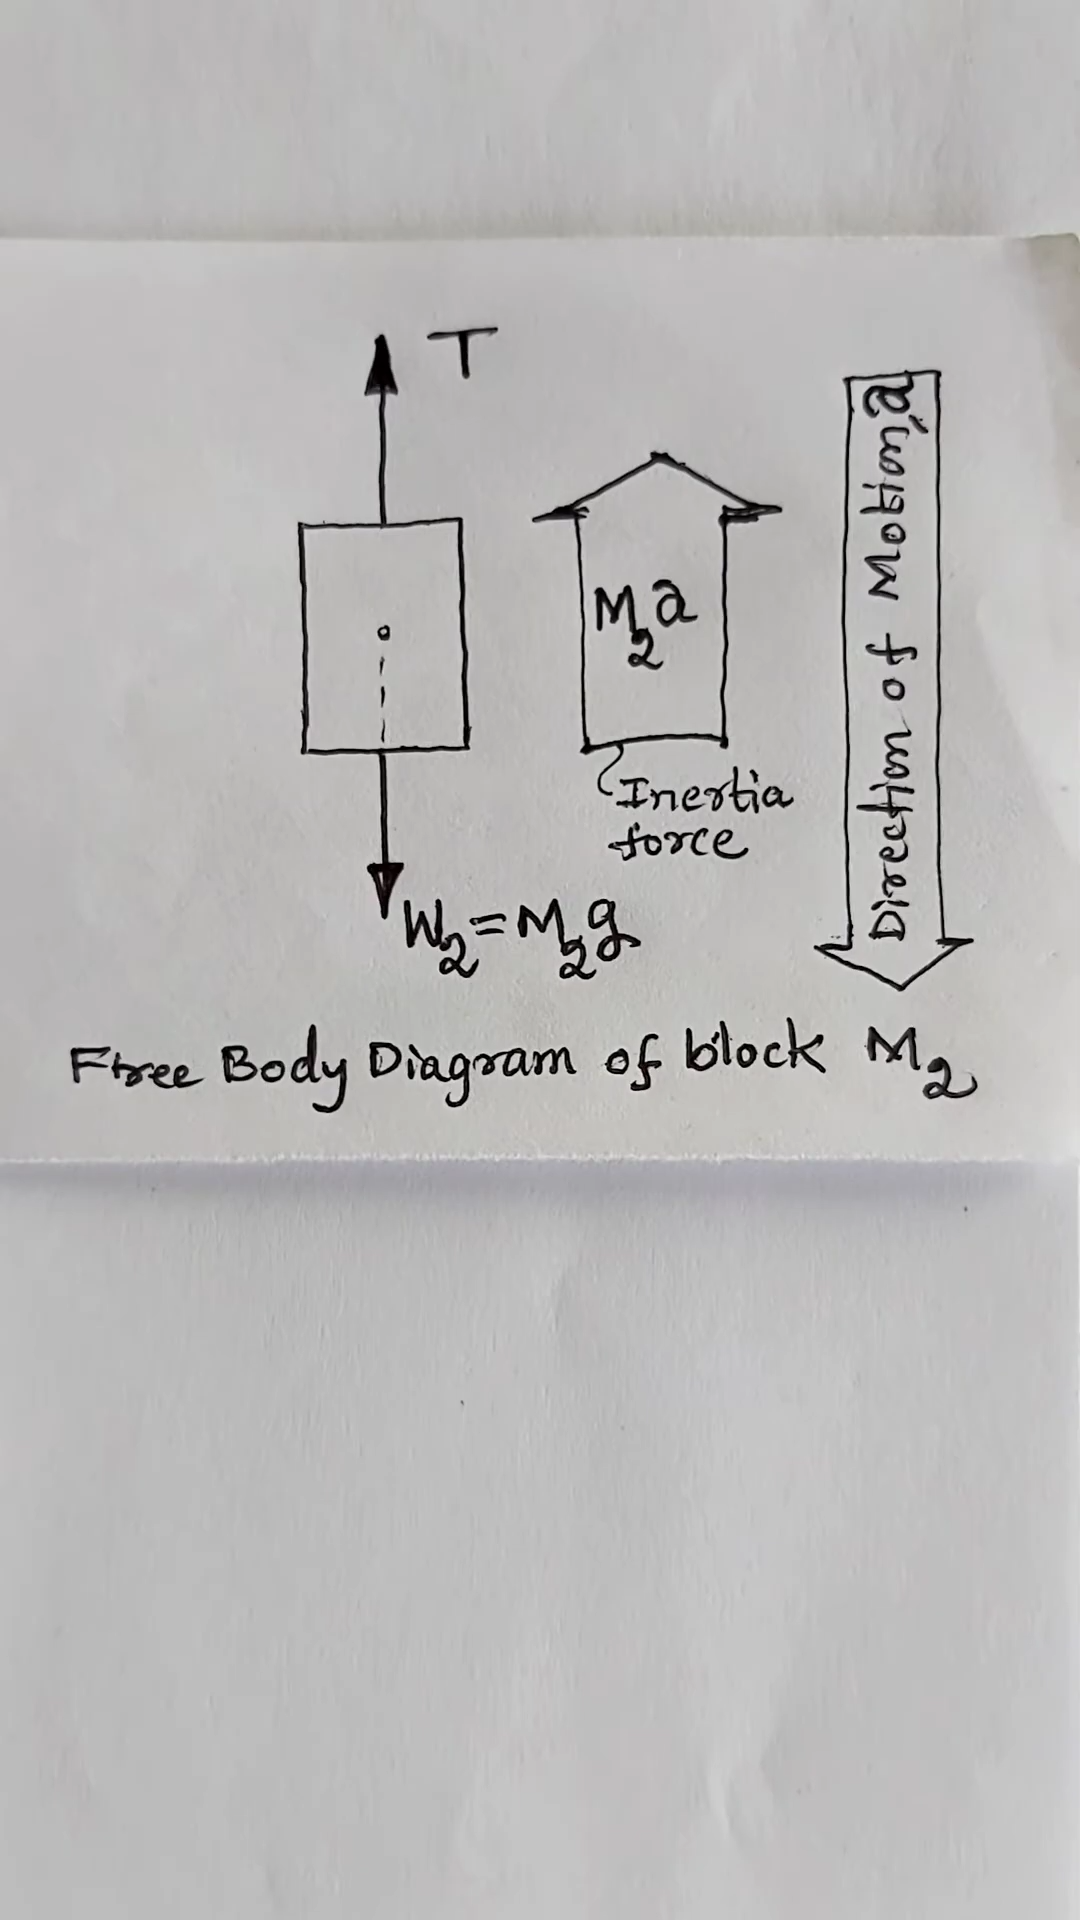 T
M₂a
Inertia
force
Direction of Motion, a
W₂ = M₂g
Free Body Diagram of block M₂